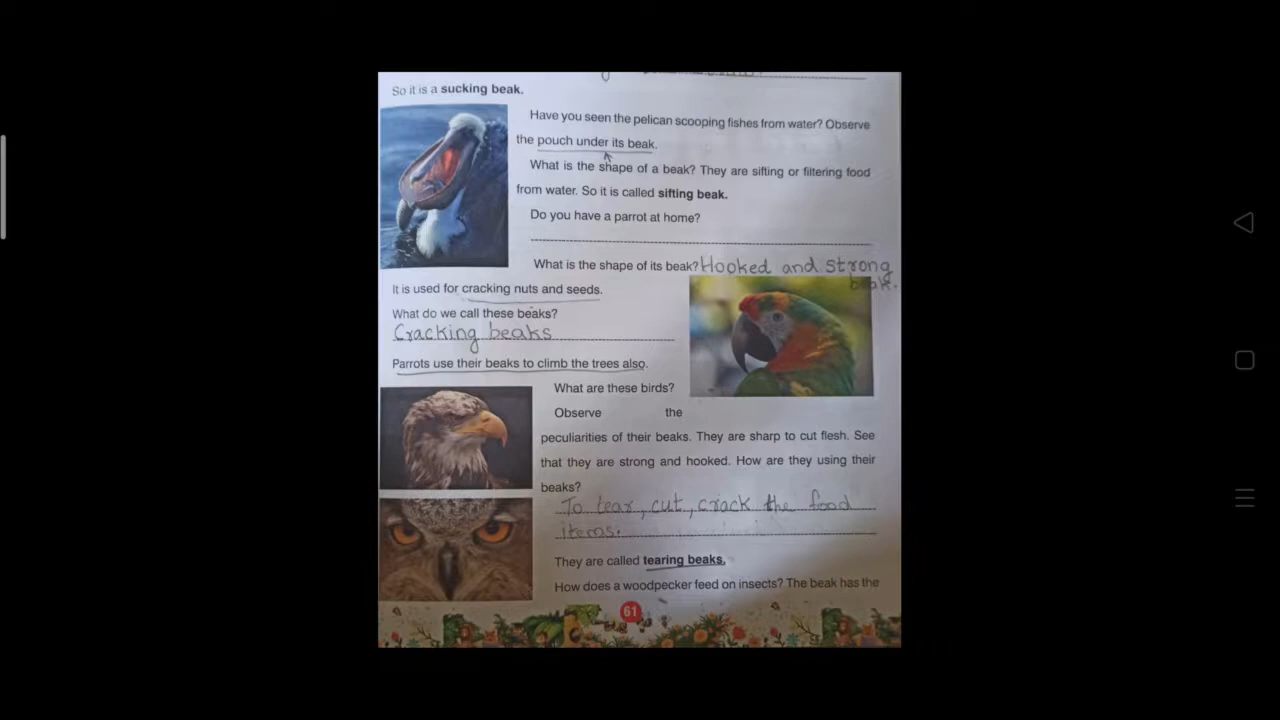 So it is a sucking beak.
Have you seen the pelican scooping fishes from water? Observe
the pouch under its beak.
What is the shape of a beak? They are sifting or filtering food
from water. So it is called sifting beak.
Do you have a parrot at home?
What is the shape of its beak? Hooked and strong
beak.
It is used for cracking nuts and seeds.
What do we call these beaks?
Cracking beaks
Parrots use their beaks to climb the trees also.
What are these birds?
Observe the
peculiarities of their beaks. They are sharp to cut flesh. See
that they are strong and hooked. How are they using their
beaks?
To tear, cut, crack the food
items.
They are called tearing beaks.
How does a woodpecker feed on insects? The beak has the
61